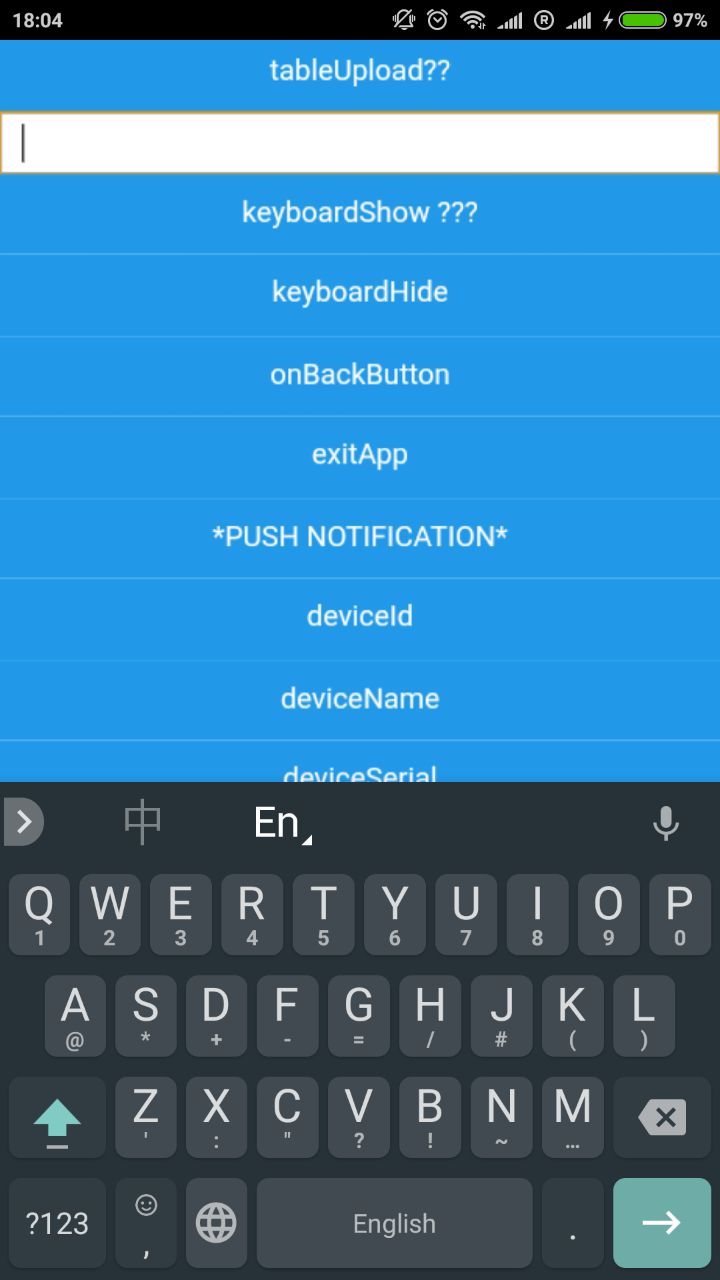 18:04 R 97%
tableUpload??
keyboardShow ???
keyboardHide
onBackButton
exitApp
*PUSH NOTIFICATION*
deviceId
deviceName
deviceSerial
中 En
Q W E R T Y U I O P
1 2 3 4 5 6 7 8 9 0
A S D F G H J K L
@ * + - = / # ( )
Z X C V B N M
' : " ? ! ~ …
?123 , English .